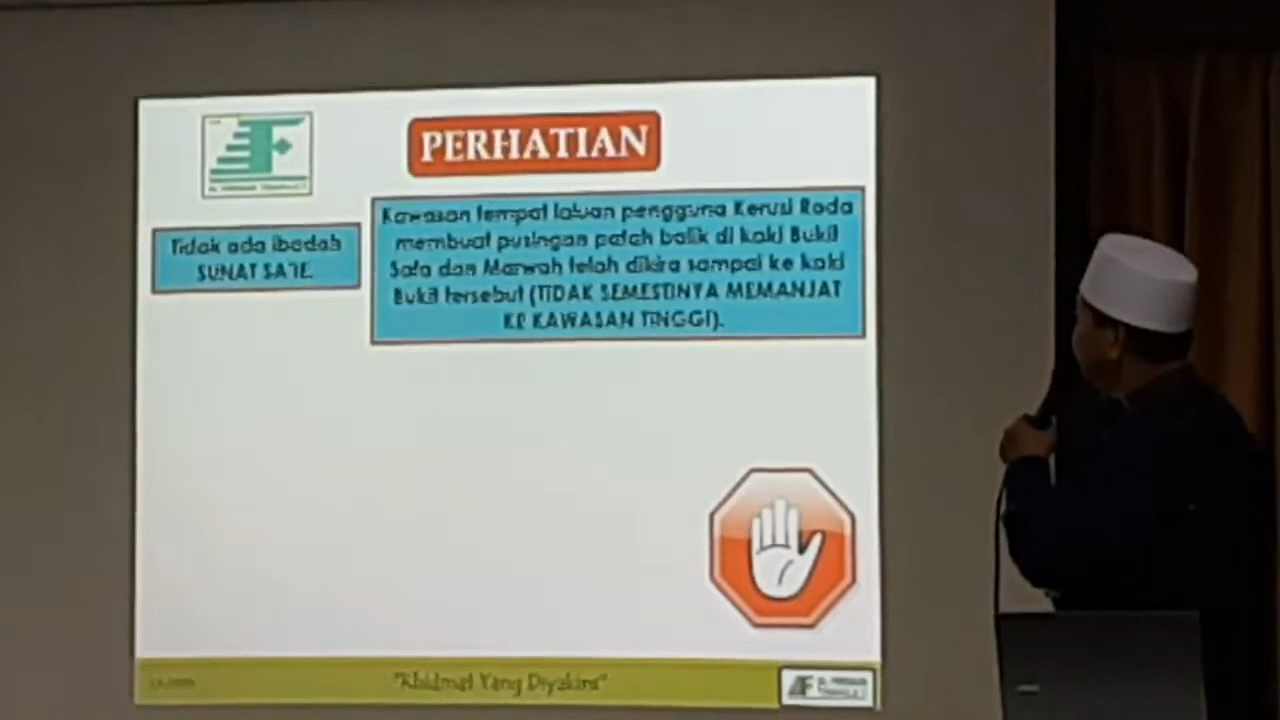 PERHATIAN
Tidak ada ibadah
SUNAT SA'IE.
Kawasan tempat laluan pengguna Kerusi Roda
membuat pusingan patah balik di kaki Bukit
Safa dan Marwah telah dikira sampai ke kaki
Bukit tersebut (TIDAK SEMESTINYA MEMANJAT
KE KAWASAN TINGGI).
"Khidmat Yang Diyakini"